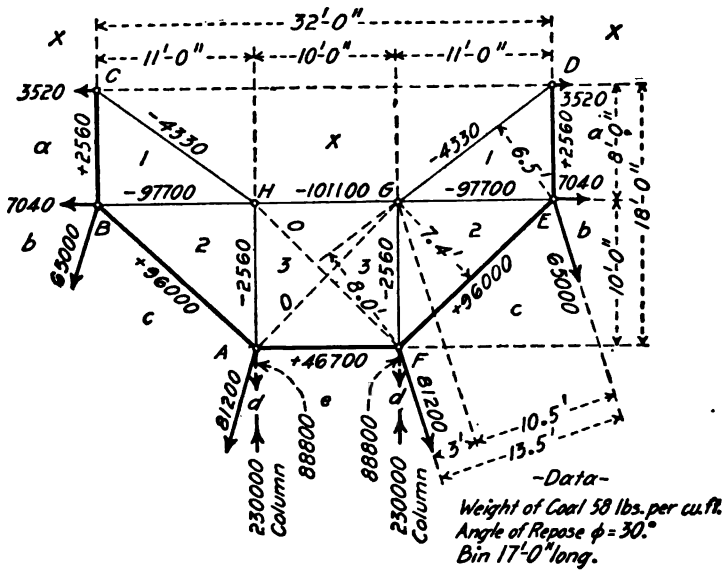 32'-0"
X
X
11'-0"
10'-0"
11'-0"
C
D
3520
3520
a
+2560
1
-4330
X
-4330
1
6.5'
+2560
a
8'-0"
18'-0"
7040
-97700
H
-101100
G
-97700
7040
B
E
b
65000
2
0
7.4'
2
b
65000
10'-0"
+96000
-2560
3
3
-2560
+96000
0
8.0'
c
c
A
+46700
F
81200
d
e
d
81200
88800
88800
3'
10.5'
13.5'
230000
Column
230000
Column
-Data-
Weight of Coal 58 lbs. per cu.ft.
Angle of Repose φ = 30.°
Bin 17'-0" long.